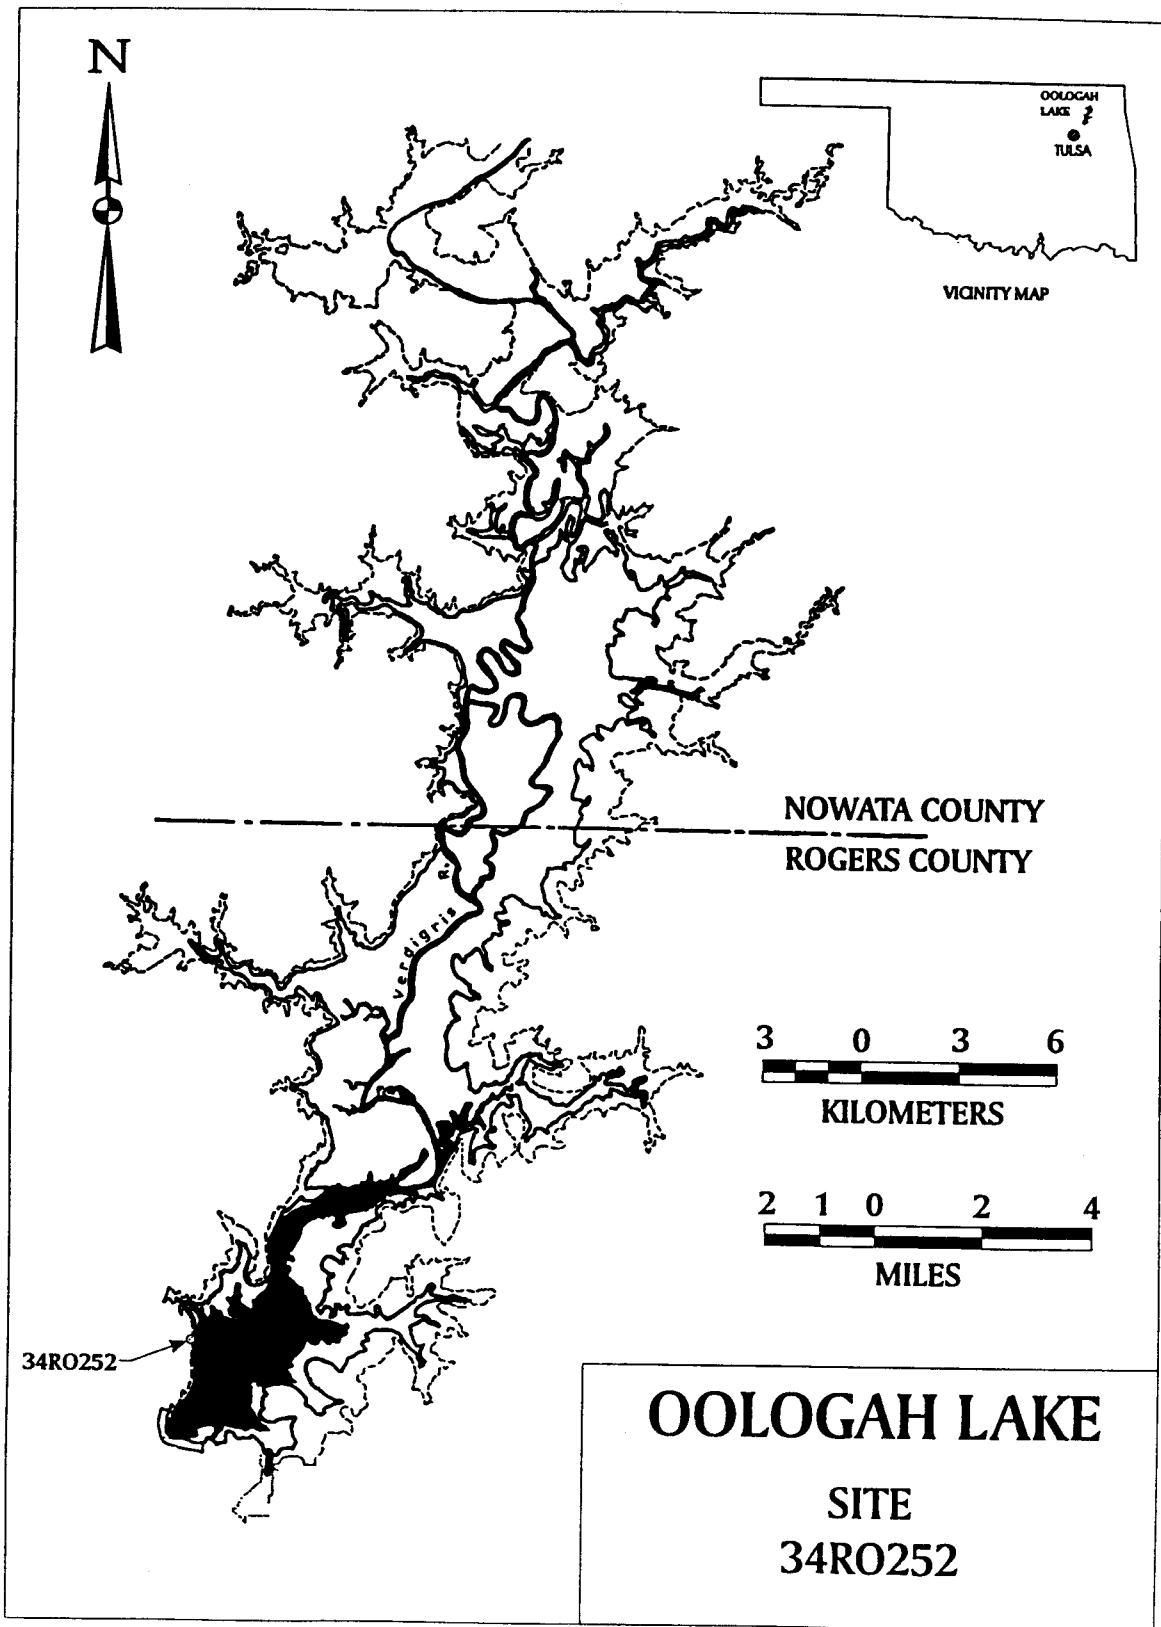 N
OOLOGAH
LAKE
TULSA
VICINITY MAP
NOWATA COUNTY
ROGERS COUNTY
verdigris R.
3 0 3 6
KILOMETERS
2 1 0 2 4
MILES
34RO252
OOLOGAH LAKE
SITE
34RO252